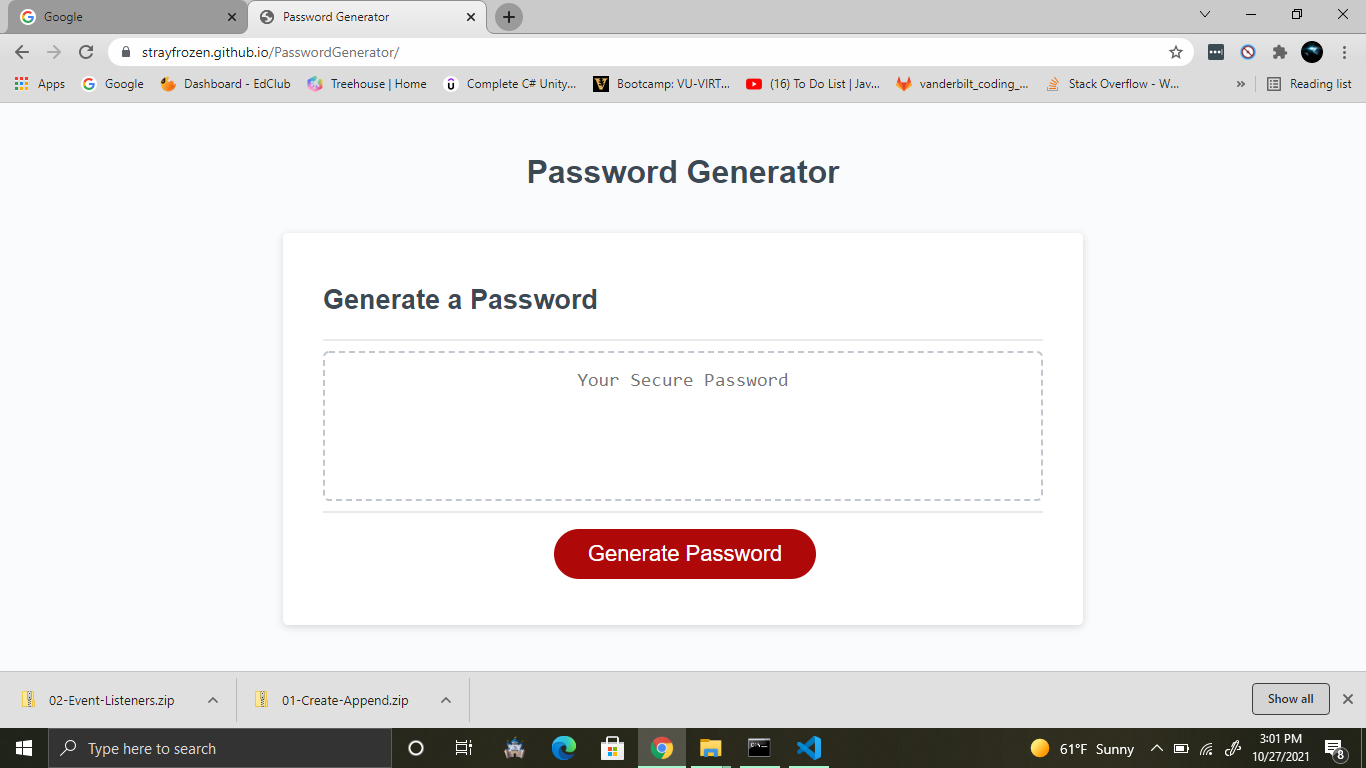 Google
Password Generator
strayfrozen.github.io/PasswordGenerator/
Apps Google Dashboard - EdClub Treehouse | Home Complete C# Unity... Bootcamp: VU-VIRT... (16) To Do List | Jav... vanderbilt_coding_... Stack Overflow - W... » Reading list
Password Generator
Generate a Password
Your Secure Password
Generate Password
02-Event-Listeners.zip 01-Create-Append.zip Show all
Type here to search
61°F Sunny
3:01 PM
10/27/2021
8